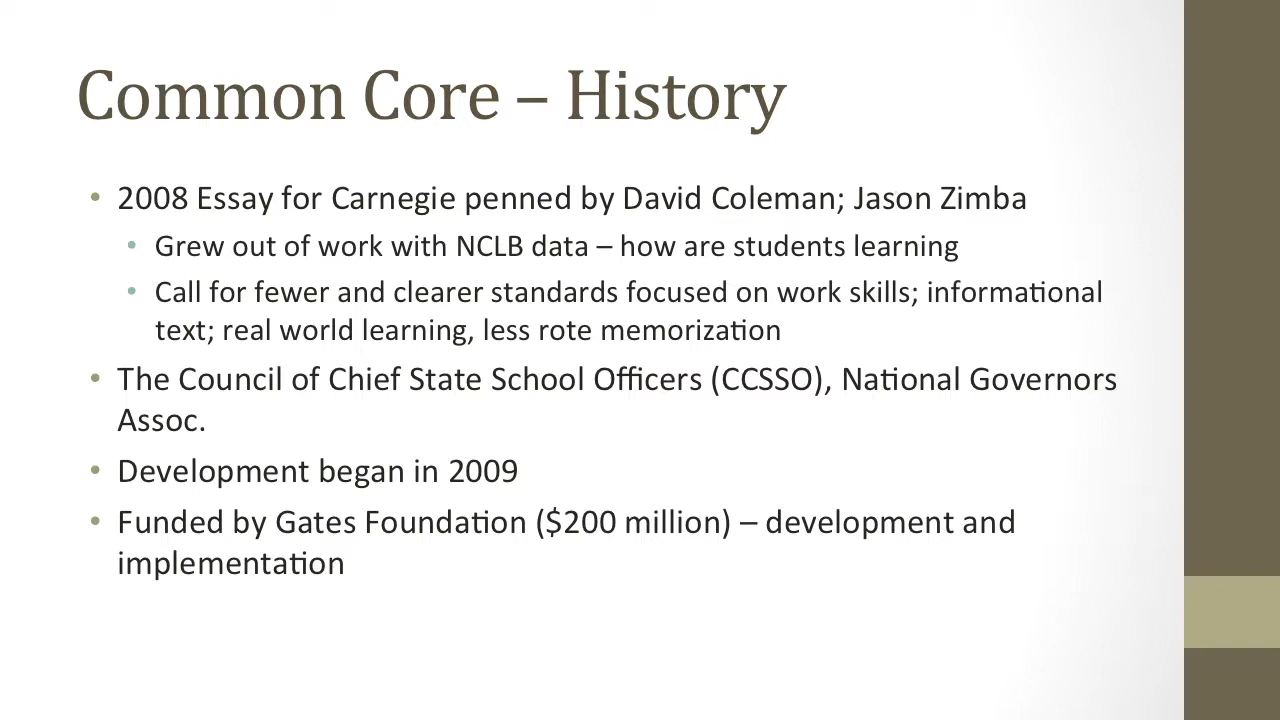 Common Core – History
• 2008 Essay for Carnegie penned by David Coleman; Jason Zimba
• Grew out of work with NCLB data – how are students learning
• Call for fewer and clearer standards focused on work skills; informational
text; real world learning, less rote memorization
• The Council of Chief State School Officers (CCSSO), National Governors
Assoc.
• Development began in 2009
• Funded by Gates Foundation ($200 million) – development and
implementation